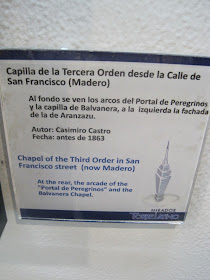 Capilla de la Tercera Orden desde la Calle de
San Francisco (Madero)
Al fondo se ven los arcos del Portal de Peregrinos
y la capilla de Balvanera, a la izquierda la fachada
de la de Aranzazu.
Autor: Casimiro Castro
Fecha: antes de 1863
Chapel of the Third Order in San
Francisco street (now Madero)
At the rear, the arcade of the
"Portal de Peregrinos" and the
Balvanera Chapel.
MIRADOR
TORRELATINO